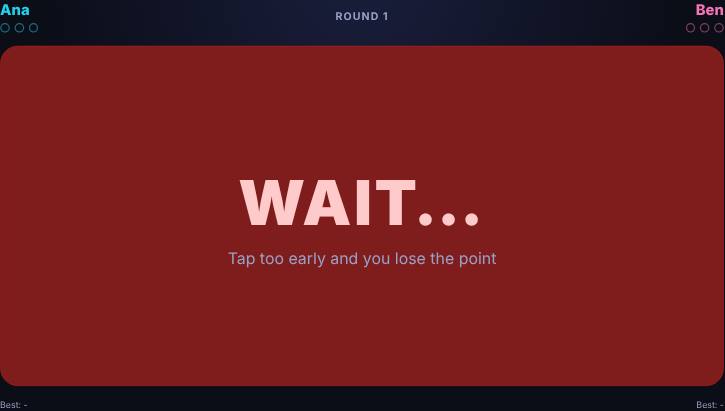 Ana
ROUND 1
Ben
WAIT...
Tap too early and you lose the point
Best: -
Best: -